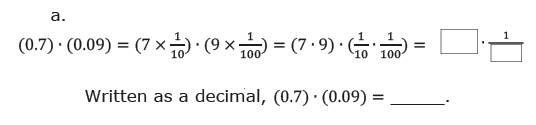 a.
(0.7) · (0.09) = (7 × 1/10) · (9 × 1/100) = (7 · 9) · (1/10 · 1/100) = □ · 1/□
Written as a decimal, (0.7) · (0.09) = ______.